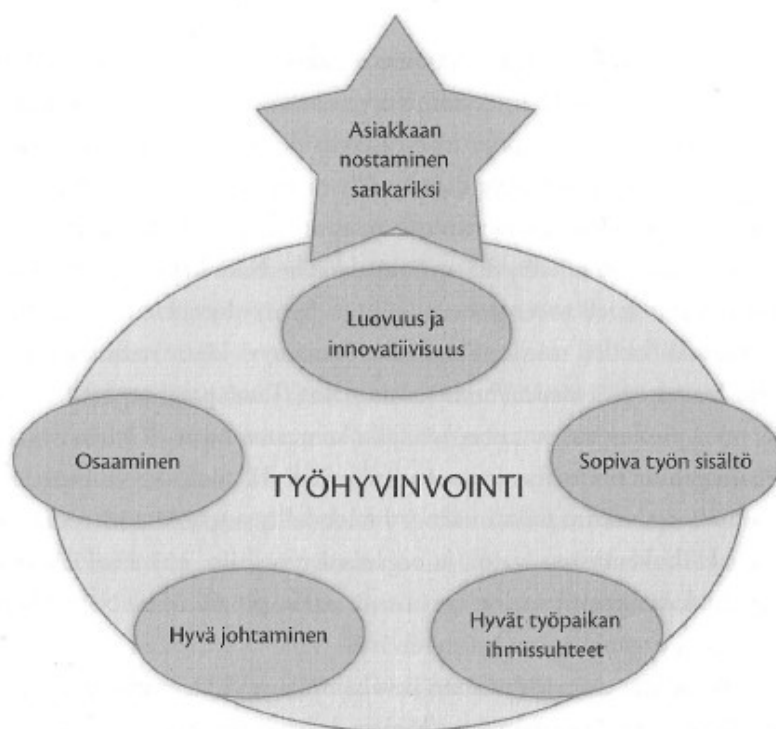 Asiakkaan
nostaminen
sankariksi
Luovuus ja
innovatiivisuus
Osaaminen
Sopiva työn sisältö
TYÖHYVINVOINTI
Hyvä johtaminen
Hyvät työpaikan
ihmissuhteet